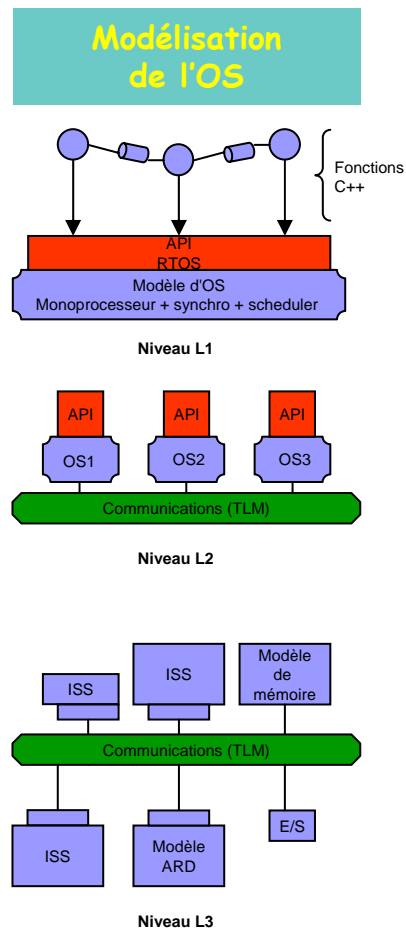 Modélisation
de l'OS
Fonctions
C++
API
RTOS
Modèle d'OS
Monoprocesseur + synchro + scheduler
Niveau L1
API
API
API
OS1
OS2
OS3
Communications (TLM)
Niveau L2
ISS
ISS
Modèle
de
mémoire
Communications (TLM)
ISS
Modèle
ARD
E/S
Niveau L3